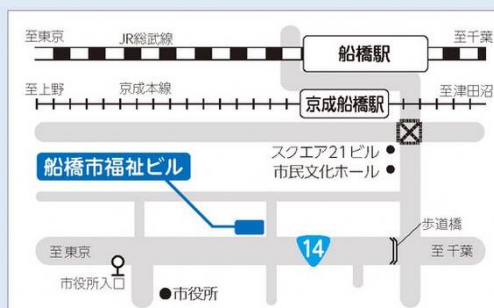 至東京
JR総武線
船橋駅
至千葉
至上野
京成本線
京成船橋駅
至津田沼
スクエア21ビル
市民文化ホール
船橋市福祉ビル
歩道橋
至東京
14
至千葉
市役所入口
市役所